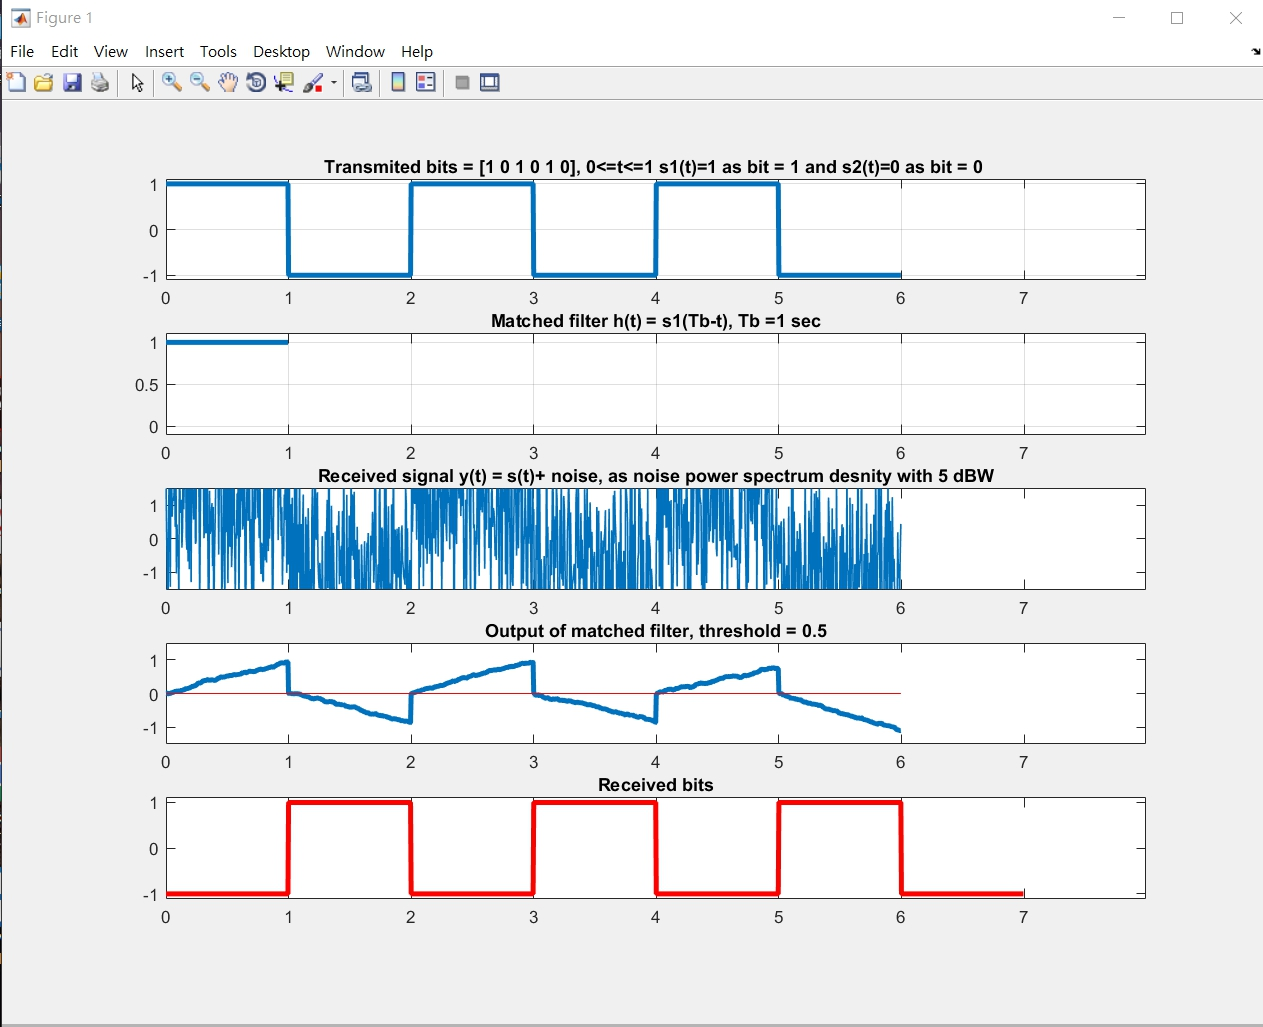 Figure 1
File Edit View Insert Tools Desktop Window Help
Transmited bits = [1 0 1 0 1 0], 0<=t<=1 s1(t)=1 as bit = 1 and s2(t)=0 as bit = 0
1
0
-1
0 1 2 3 4 5 6 7
Matched filter h(t) = s1(Tb-t), Tb =1 sec
1
0.5
0
0 1 2 3 4 5 6 7
Received signal y(t) = s(t)+ noise, as noise power spectrum desnity with 5 dBW
1
0
-1
0 1 2 3 4 5 6 7
Output of matched filter, threshold = 0.5
1
0
-1
0 1 2 3 4 5 6 7
Received bits
1
0
-1
0 1 2 3 4 5 6 7